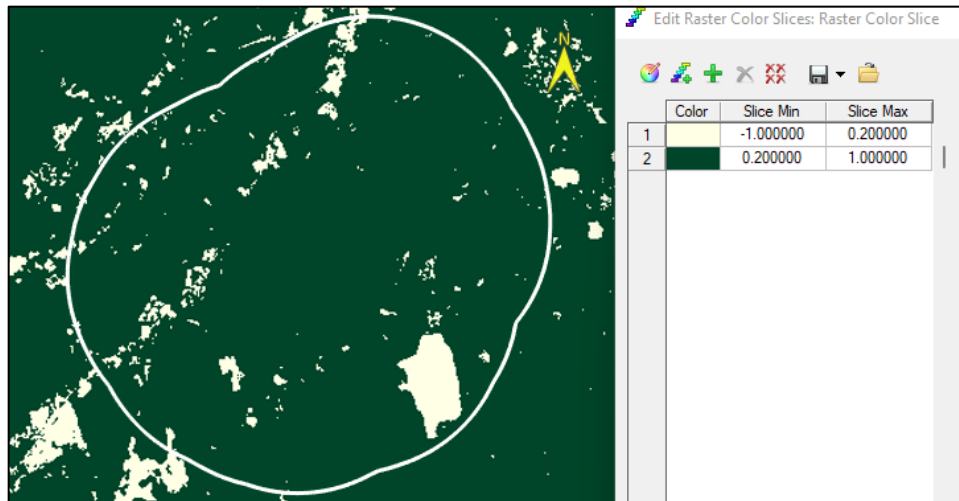 N
Edit Raster Color Slices: Raster Color Slice
Color Slice Min Slice Max
1 -1.000000 0.200000
2 0.200000 1.000000